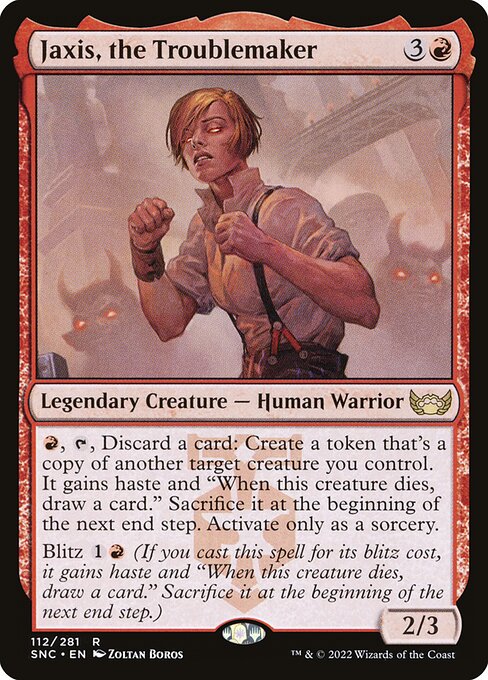 Jaxis, the Troublemaker 3
Legendary Creature — Human Warrior
, , Discard a card: Create a token that's a
copy of another target creature you control.
It gains haste and "When this creature dies,
draw a card." Sacrifice it at the beginning of
the next end step. Activate only as a sorcery.
Blitz 1 (If you cast this spell for its blitz cost,
it gains haste and "When this creature dies,
draw a card." Sacrifice it at the beginning of the
next end step.)
2/3
112/281 R
SNC • EN Zoltan Boros
™ & © 2022 Wizards of the Coast